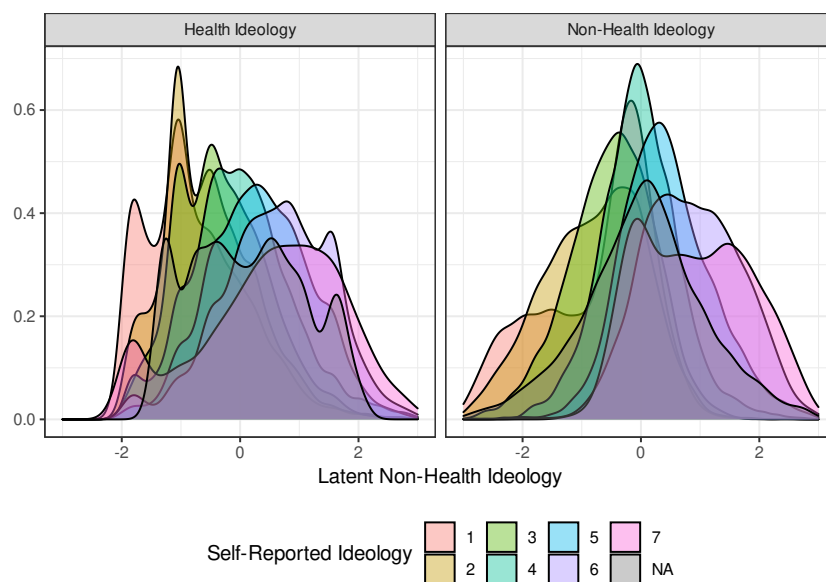 Health Ideology Non-Health Ideology
0.6
0.4
0.2
0.0
-2 0 2 -2 0 2
Latent Non-Health Ideology
Self-Reported Ideology
1 3 5 7
2 4 6 NA